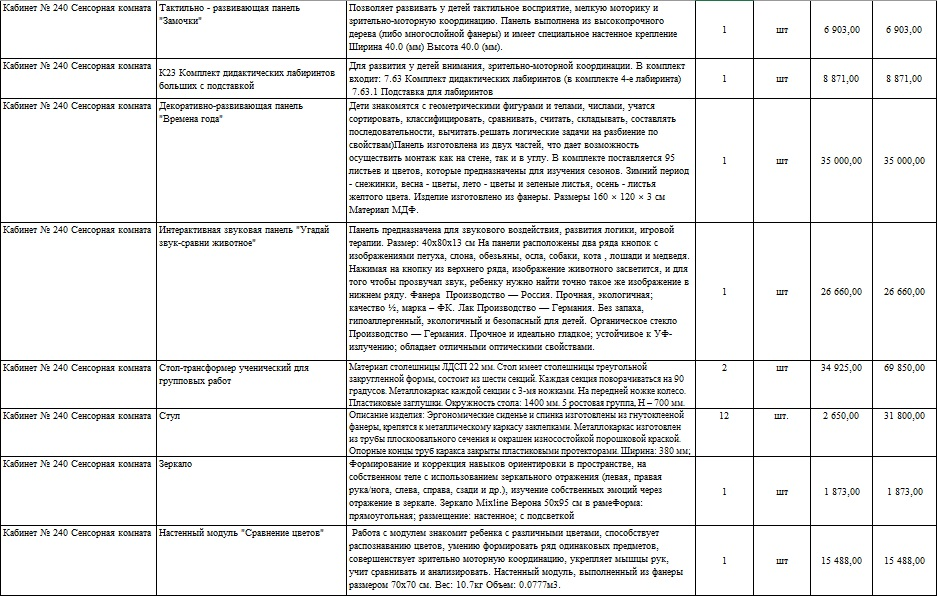 Кабинет № 240 Сенсорная комната
Тактильно - развивающая панель
"Замочки"
Позволяет развивать у детей тактильное восприятие, мелкую моторику и
зрительно-моторную координацию. Панель выполнена из высокопрочного
дерева (либо многослойной фанеры) и имеет специальное настенное крепление
Ширина 40.0 (мм) Высота 40.0 (мм).
1
шт
6 903,00
6 903,00
Кабинет № 240 Сенсорная комната
К23 Комплект дидактических лабиринтов
больших с подставкой
Для развития у детей внимания, зрительно-моторной координации. В комплект
входит: 7.63 Комплект дидактических лабиринтов (в комплекте 4-е лабиринта)
7.63.1 Подставка для лабиринтов
1
шт
8 871,00
8 871,00
Кабинет № 240 Сенсорная комната
Декоративно-развивающая панель
"Времена года"
Дети знакомятся с геометрическими фигурами и телами, числами, учатся
сортировать, классифицировать, сравнивать, считать, складывать, составлять
последовательности, вычитать.решать логические задачи на разбиение по
свойствам)Панель изготовлена из двух частей, что дает возможность
осуществить монтаж как на стене, так и в углу. В комплекте поставляется 95
листьев и цветов, которые предназначены для изучения сезонов. Зимний период
- снежинки, весна - цветы, лето - цветы и зеленые листья, осень - листья
желтого цвета. Изделие изготовлено из фанеры. Размеры 160 × 120 × 3 см
Материал МДФ.
1
шт
35 000,00
35 000,00
Кабинет № 240 Сенсорная комната
Интерактивная звуковая панель "Угадай
звук-сравни животное"
Панель предназначена для звукового воздействия, развития логики, игровой
терапии. Размер: 40х80х13 см На панели расположены два ряда кнопок с
изображениями петуха, слона, обезьяны, осла, собаки, кота , лошади и медведя.
Нажимая на кнопку из верхнего ряда, изображение животного засветится, и для
того чтобы прозвучал звук, ребенку нужно найти точно такое же изображение в
нижнем ряду. Фанера  Производство — Россия. Прочная, экологичная;
качество ½, марка – ФК. Лак Производство — Германия. Без запаха,
гипоаллергенный, экологичный и безопасный для детей. Органическое стекло
Производство — Германия. Прочное и идеально гладкое; устойчивое к УФ-
излучению; обладает отличными оптическими свойствами.
1
шт
26 660,00
26 660,00
Кабинет № 240 Сенсорная комната
Стол-трансформер ученический для
групповых работ
Материал столешницы ЛДСП 22 мм. Стол имеет столешницы треугольной
закругленной формы, состоит из шести секций. Каждая секция поворачиваться на 90
градусов. Металлокаркас каждой секции с 3-мя ножками. На передней ножке колесо.
Пластиковые заглушки. Окружность стола: 1400 мм. 5 ростовая группа, H – 700 мм.
2
шт
34 925,00
69 850,00
Кабинет № 240 Сенсорная комната
Стул
Описание изделия: Эргономические сиденье и спинка изготовлены из гнутоклееной
фанеры, крепятся к металлическому каркасу заклепками. Металлокаркас изготовлен
из трубы плоскоовального сечения и окрашен износостойкой порошковой краской.
Опорные концы труб каракса закрыты пластиковыми протекторами. Ширина: 380 мм;
12
шт.
2 650,00
31 800,00
Кабинет № 240 Сенсорная комната
Зеркало
Формирование и коррекция навыков ориентировки в пространстве, на
собственном теле с использованием зеркального отражения (левая, правая
рука/нога, слева, справа, сзади и др.), изучение собственных эмоций через
отражение в зеркале. Зеркало Mixline Верона 50х95 см в рамеФорма:
прямоугольная; размещение: настенное; с подсветкой
1
шт
1 873,00
1 873,00
Кабинет № 240 Сенсорная комната
Настенный модуль "Сравнение цветов"
Работа с модулем знакомит ребенка с различными цветами, способствует
распознаванию цветов, умению формировать ряд одинаковых предметов,
совершенствует зрительно моторную координацию, укрепляет мышцы рук,
учит сравнивать и анализировать. Настенный модуль, выполненный из фанеры
размером 70х70 см. Вес: 10.7кг Объем: 0.0777м3.
1
шт
15 488,00
15 488,00